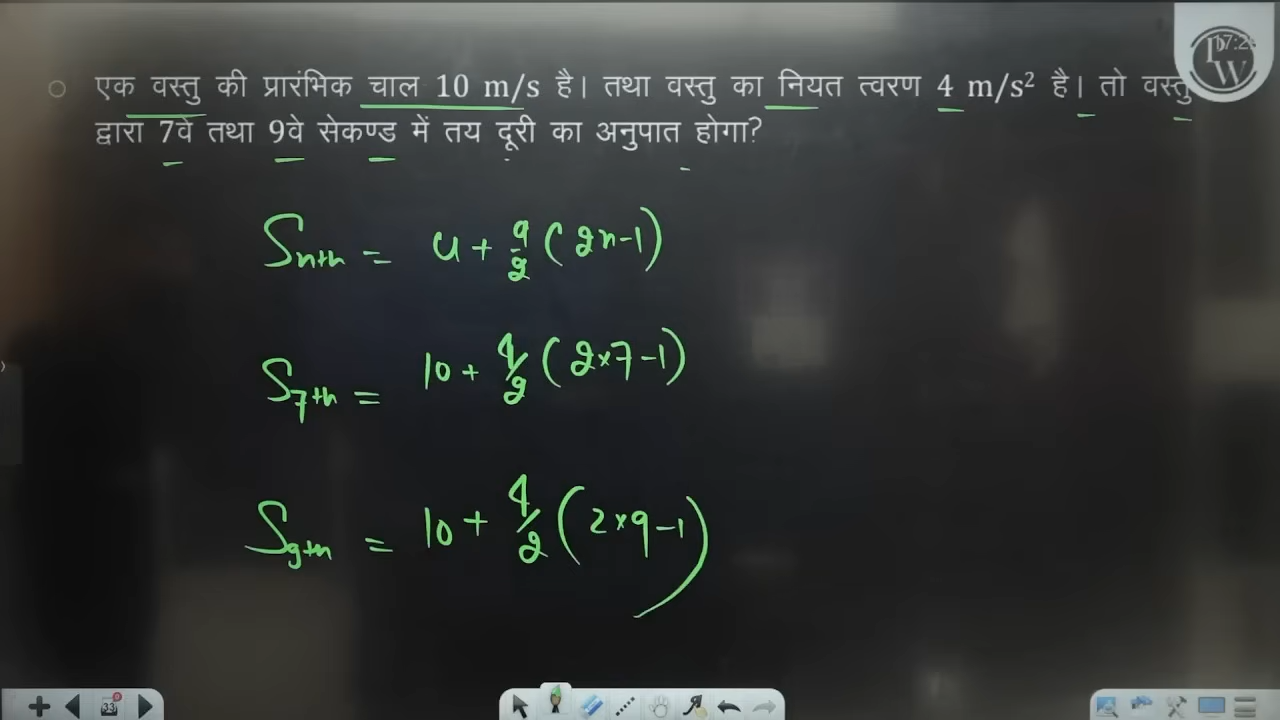 एक वस्तु की प्रारंभिक चाल 10 m/s है। तथा वस्तु का नियत त्वरण 4 m/s² है। तो वस्तु
द्वारा 7वे तथा 9वे सेकण्ड में तय दूरी का अनुपात होगा?
Snth = u + a/2 (2n-1)
S7th = 10 + 4/2 (2×7-1)
S9th = 10 + 4/2 (2×9-1)
33